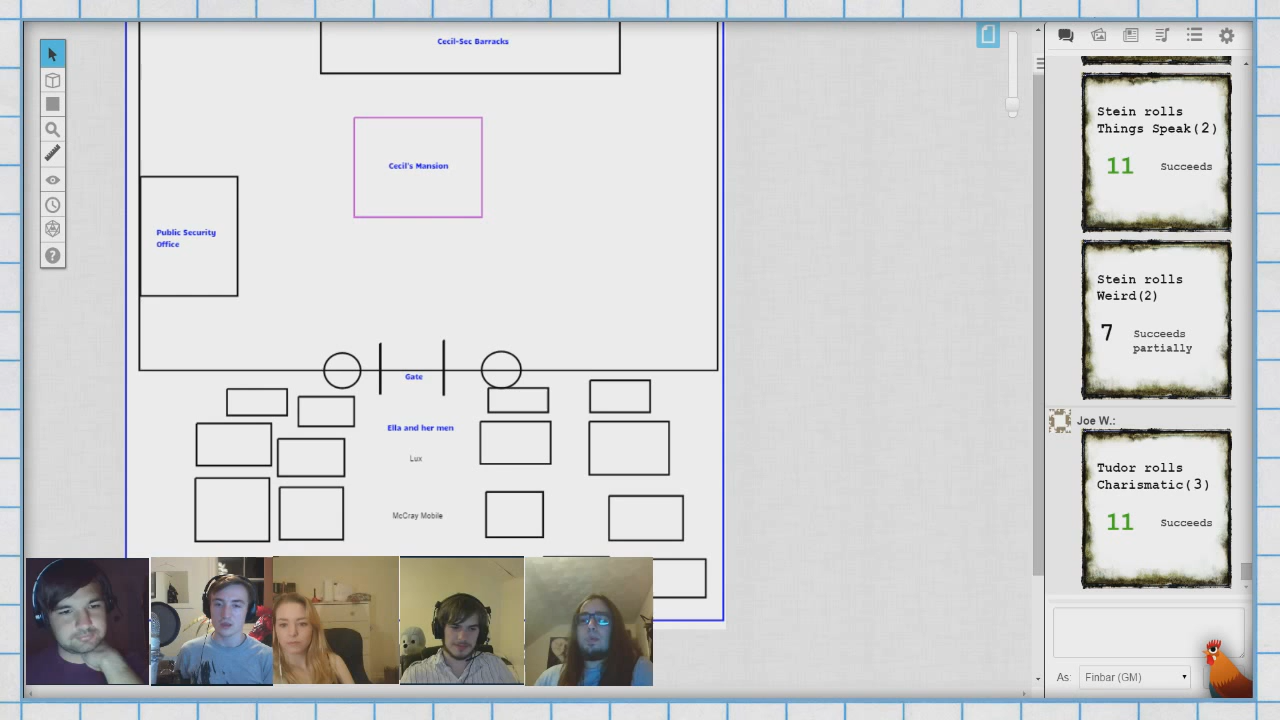 Cecil-Sec Barracks
Cecil's Mansion
Public Security
Office
Gate
Ella and her men
Lux
McCray Mobile
Stein rolls
Things Speak(2)
11 Succeeds
Stein rolls
Weird(2)
7 Succeeds
partially
Joe W.:
Tudor rolls
Charismatic(3)
11 Succeeds
As: Finbar (GM)